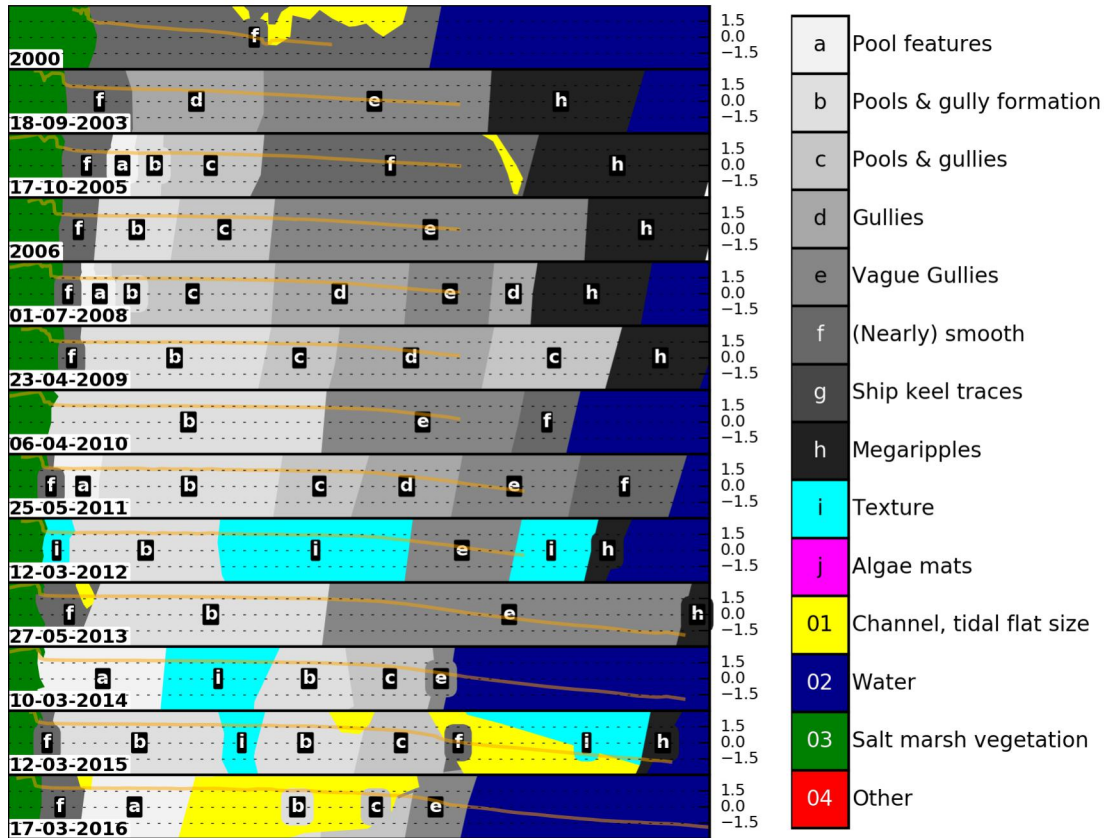 1.5
f 0.0
2000 −1.5
1.5
f d e h 0.0
18-09-2003 −1.5
1.5
f a b c f h 0.0
17-10-2005 −1.5
1.5
f b c e h 0.0
2006 −1.5
1.5
f a b c d e d h 0.0
01-07-2008 −1.5
1.5
f b c d c h 0.0
23-04-2009 −1.5
1.5
b e f 0.0
06-04-2010 −1.5
1.5
f a b c d e f 0.0
25-05-2011 −1.5
1.5
i b i e i h 0.0
12-03-2012 −1.5
1.5
f b e h 0.0
27-05-2013 −1.5
1.5
a i b c e 0.0
10-03-2014 −1.5
1.5
f b i b c f i h 0.0
12-03-2015 −1.5
1.5
f a b c e 0.0
17-03-2016 −1.5
a Pool features
b Pools & gully formation
c Pools & gullies
d Gullies
e Vague Gullies
f (Nearly) smooth
g Ship keel traces
h Megaripples
i Texture
j Algae mats
01 Channel, tidal flat size
02 Water
03 Salt marsh vegetation
04 Other